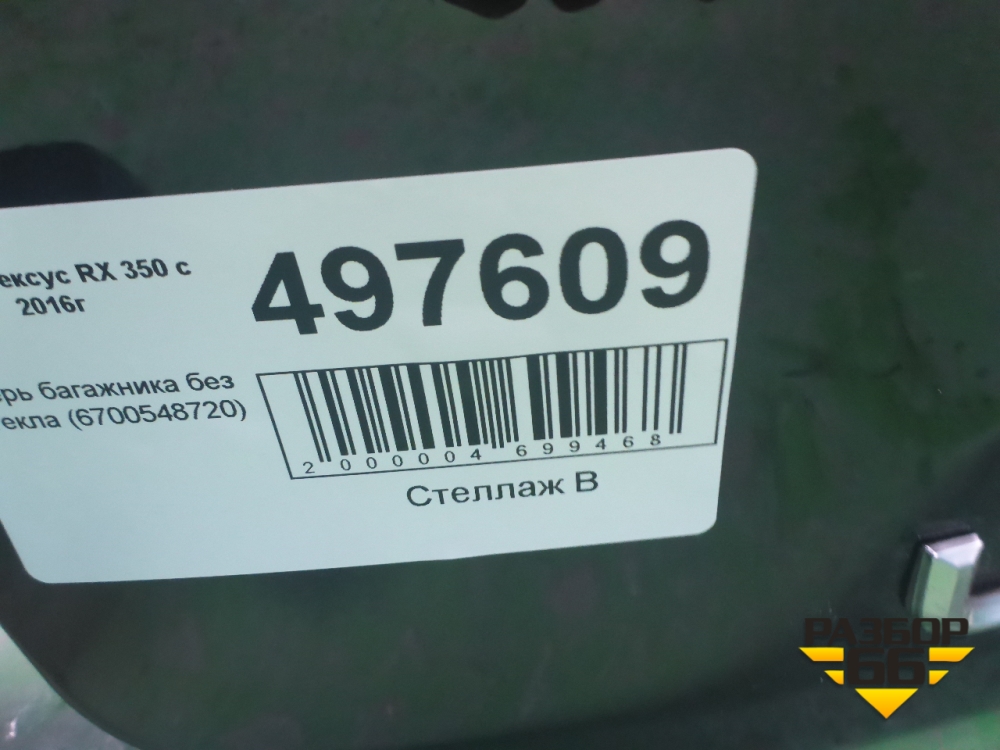 ексус RX 350 с
2016г
497609
рь багажника без
екла (6700548720)
2 000004 699468
Стеллаж В
РАЗБОР
66